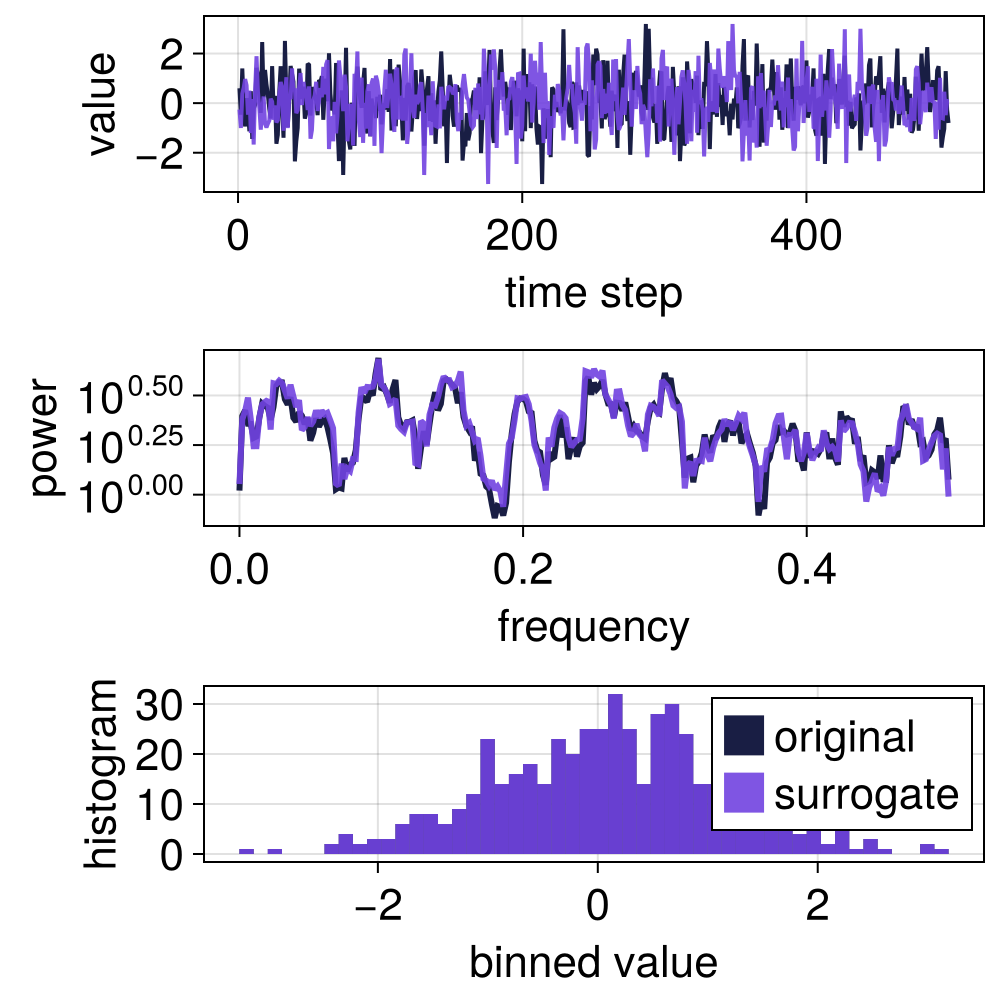 value
2
0
−2
0 200 400
time step
power
10^0.50
10^0.25
10^0.00
0.0 0.2 0.4
frequency
histogram
30
20
10
0
original
surrogate
−2 0 2
binned value